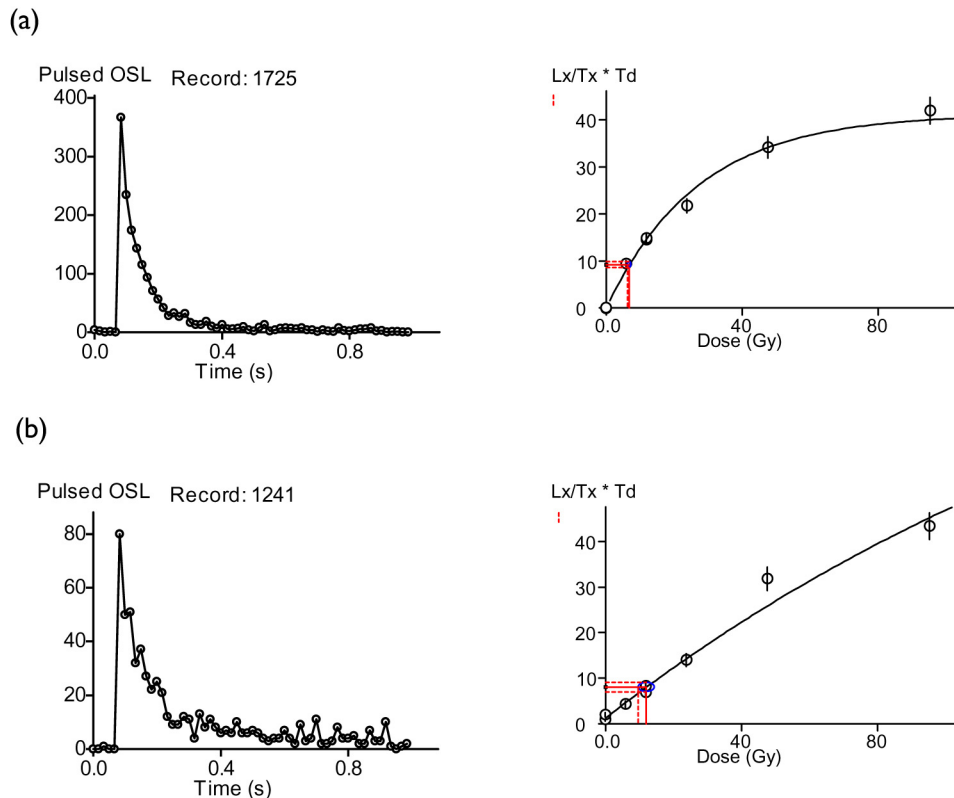 (a)
Pulsed OSL Record: 1725
400
300
200
100
0
0.0 0.4 0.8
Time (s)
Lx/Tx * Td
40
30
20
10
0
0.0 40 80
Dose (Gy)
(b)
Pulsed OSL Record: 1241
80
60
40
20
0
0.0 0.4 0.8
Time (s)
Lx/Tx * Td
40
30
20
10
0
0.0 40 80
Dose (Gy)